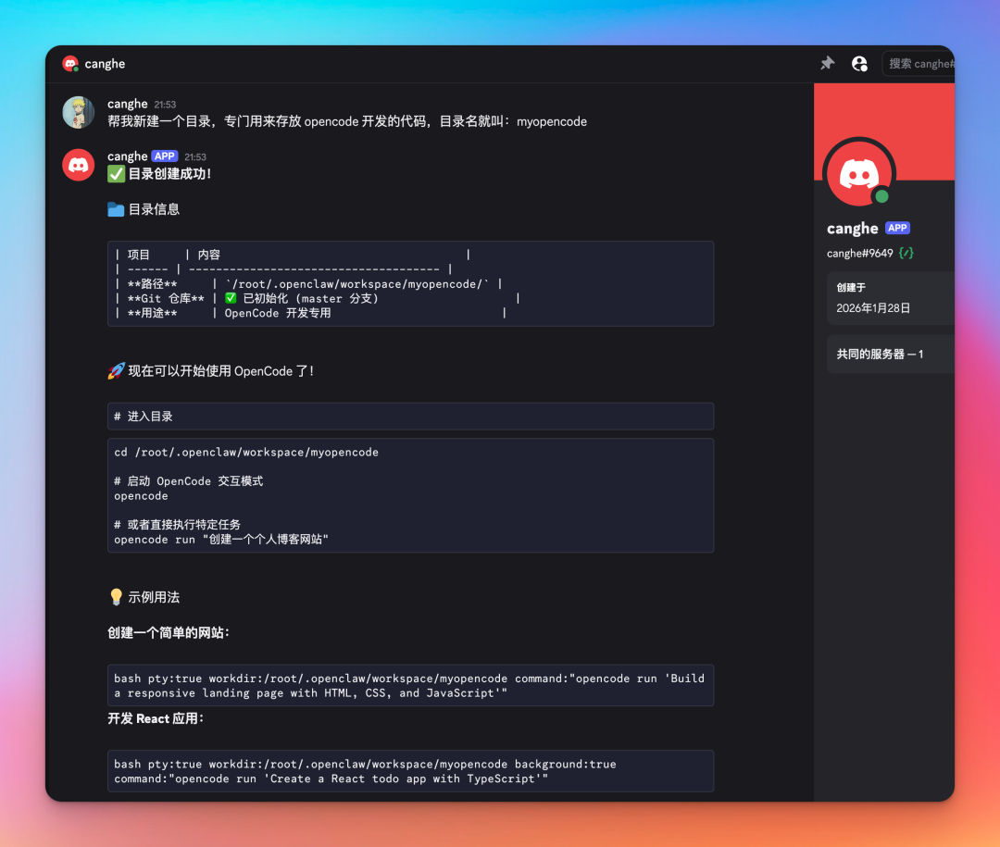 canghe
搜索 canghe#
canghe 21:53
帮我新建一个目录，专门用来存放 opencode 开发的代码，目录名就叫：myopencode
canghe APP 21:53
✅ 目录创建成功！
📁 目录信息
| 项目 | 内容 |
| ------ | ------------------------------------ |
| **路径** | `/root/.openclaw/workspace/myopencode/` |
| **Git 仓库** | ✅ 已初始化 (master 分支) |
| **用途** | OpenCode 开发专用 |
🚀 现在可以开始使用 OpenCode 了！
# 进入目录
cd /root/.openclaw/workspace/myopencode
# 启动 OpenCode 交互模式
opencode
# 或者直接执行特定任务
opencode run "创建一个个人博客网站"
💡 示例用法
创建一个简单的网站：
bash pty:true workdir:/root/.openclaw/workspace/myopencode command:"opencode run 'Build
a responsive landing page with HTML, CSS, and JavaScript'"
开发 React 应用：
bash pty:true workdir:/root/.openclaw/workspace/myopencode background:true
command:"opencode run 'Create a React todo app with TypeScript'"
canghe APP
canghe#9649 {/}
创建于
2026年1月28日
共同的服务器 — 1